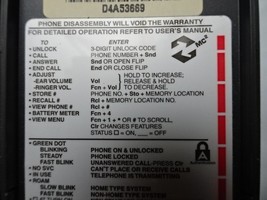 D4A53669
PHONE DISASSEMBLY WILL VOID THE WARRANTY
FOR DETAILED OPERATION REFER TO USER'S MANUAL
TO ENTER
• UNLOCK 3-DIGIT UNLOCK CODE
• CALL PHONE NUMBER + Snd
• ANSWER Snd OR OPEN FLIP
• END CALL End OR CLOSE FLIP
• ADJUST HOLD TO INCREASE;
-EAR VOLUME Vol RELEASE &
-RINGER VOL. Fcn + Vol HOLD TO DECREASE.
• STORE # PHONE NO. + Sto + MEMORY LOCATION
• RECALL # Rcl + MEMORY LOCATION NO.
• VIEW PHONE # Rcl + #
• BATTERY METER Fcn + 4
• VIEW MENU Fcn + 1 * OR # TO SCROLL,
Clr CHANGES FEATURES
STATUS □ = ON, = OFF
• GREEN DOT
BLINKING PHONE ON & UNLOCKED
STEADY PHONE LOCKED
FAST BLINK UNANSWERED CALL-PRESS Clr
• NO SVC CAN'T PLACE OR RECEIVE CALLS
• IN USE TELEPHONE IS TRANSMITTING
• ROAM
SLOW BLINK HOME TYPE SYSTEM
FAST BLINK NON-HOME TYPE SYSTEM
MC
A